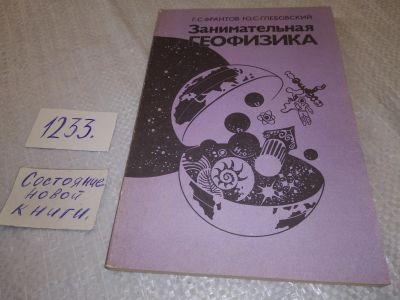 Г.С.ФРАНТОВ Ю.С.ГЛЕБОВСКИЙ
Занимательная
ГЕОФИЗИКА
1233.
Состояние
новой
книги.